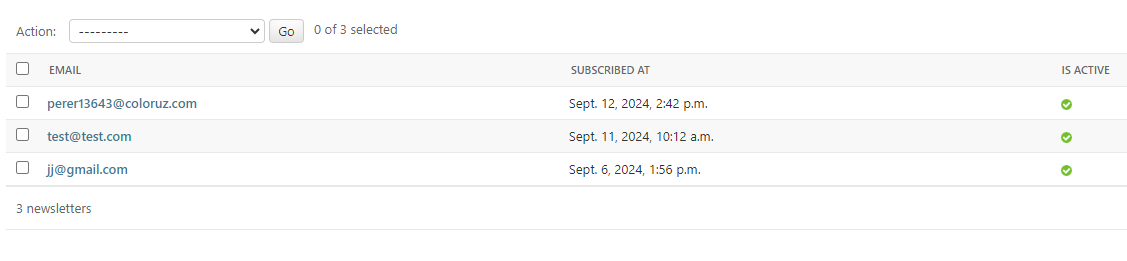 Action: --------- Go 0 of 3 selected
EMAIL SUBSCRIBED AT IS ACTIVE
perer13643@coloruz.com Sept. 12, 2024, 2:42 p.m.
test@test.com Sept. 11, 2024, 10:12 a.m.
jj@gmail.com Sept. 6, 2024, 1:56 p.m.
3 newsletters